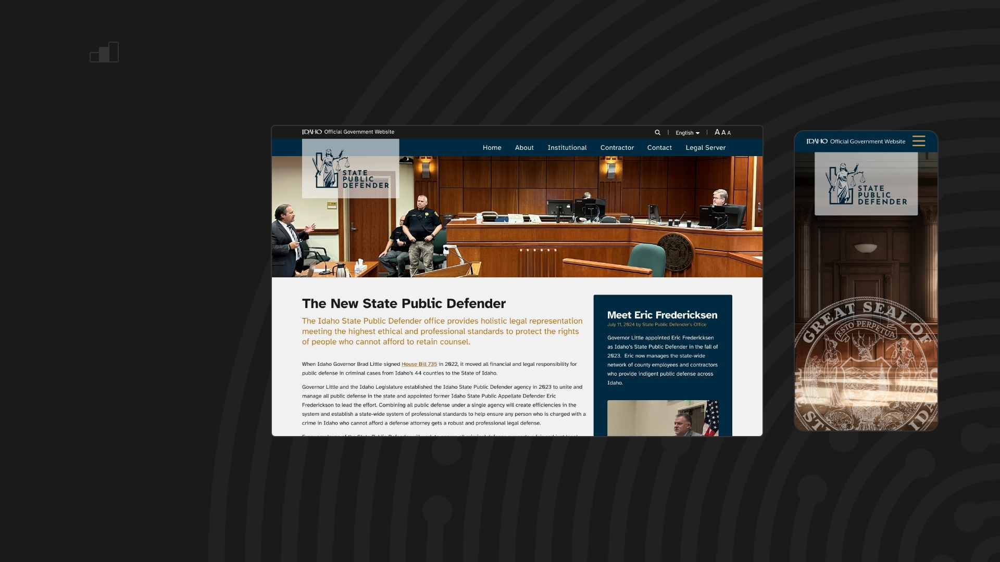 IDAHO Official Government Website
English
A A A
STATE
PUBLIC
DEFENDER
Home About Institutional Contractor Contact Legal Server
The New State Public Defender
The Idaho State Public Defender office provides holistic legal representation
meeting the highest ethical and professional standards to protect the rights
of people who cannot afford to retain counsel.
When Idaho Governor Brad Little signed House Bill 735 in 2022, it moved all financial and legal responsibility for
public defense in criminal cases from Idaho's 44 counties to the State of Idaho.
Governor Little and the Idaho Legislature established the Idaho State Public Defender agency in 2023 to unite and
manage all public defense in the state and appointed former Idaho State Public Appellate Defender Eric
Frederickson to lead the effort. Combining all public defense under a single agency will create efficiencies in the
system and establish a state-wide system of professional standards to help ensure any person who is charged with a
crime in Idaho who cannot afford a defense attorney gets a robust and professional legal defense.
Meet Eric Fredericksen
July 11, 2024 by State Public Defender's Office
Governor Little appointed Eric Fredericksen
as Idaho's State Public Defender in the fall of
2023. Eric now manages the state-wide
network of county employees and contractors
who provide indigent public defense across
Idaho.
IDAHO Official Government Website
STATE
PUBLIC
DEFENDER
GREAT SEAL OF
ESTO PERPETUA